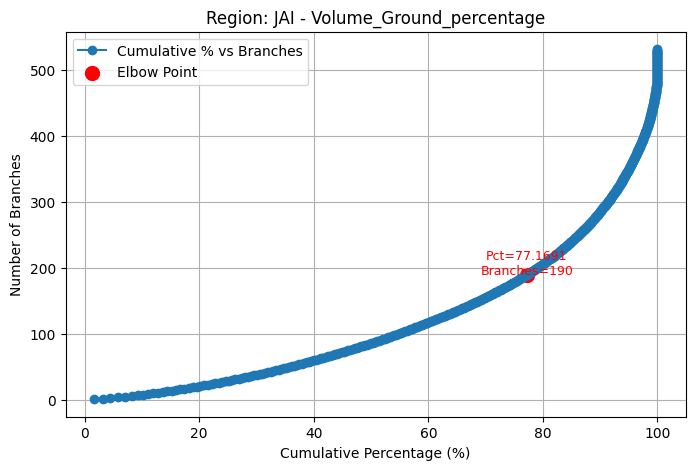 Region: JAI - Volume_Ground_percentage
Cumulative % vs Branches
Elbow Point
Number of Branches
500
400
300
200
100
0
Pct=77.1691
Branches=190
0 20 40 60 80 100
Cumulative Percentage (%)